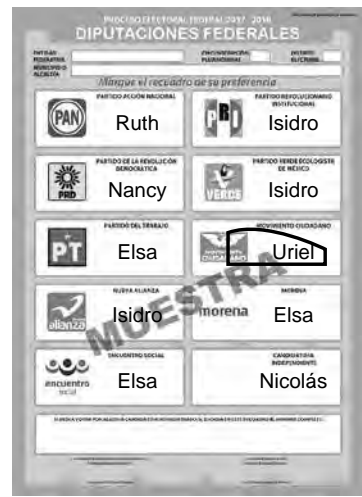 PROCESO ELECTORAL FEDERAL 2017 - 2018
DIPUTACIONES FEDERALES
ENTIDAD FEDERATIVA
CIRCUNSCRIPCIÓN PLURINOMINAL
DISTRITO ELECTORAL
MUNICIPIO O ALCALDÍA
Marque el recuadro de su preferencia
PARTIDO ACCIÓN NACIONAL
PAN
Ruth
PARTIDO REVOLUCIONARIO INSTITUCIONAL
PRI
Isidro
PARTIDO DE LA REVOLUCIÓN DEMOCRÁTICA
PRD
Nancy
PARTIDO VERDE ECOLOGISTA DE MÉXICO
VERDE
Isidro
PARTIDO DEL TRABAJO
PT
Elsa
MOVIMIENTO CIUDADANO
MOVIMIENTO CIUDADANO
Uriel
NUEVA ALIANZA
alianza
Isidro
MORENA
morena
Elsa
ENCUENTRO SOCIAL
encuentro social
Elsa
CANDIDATO/A INDEPENDIENTE
Nicolás
MUESTRA